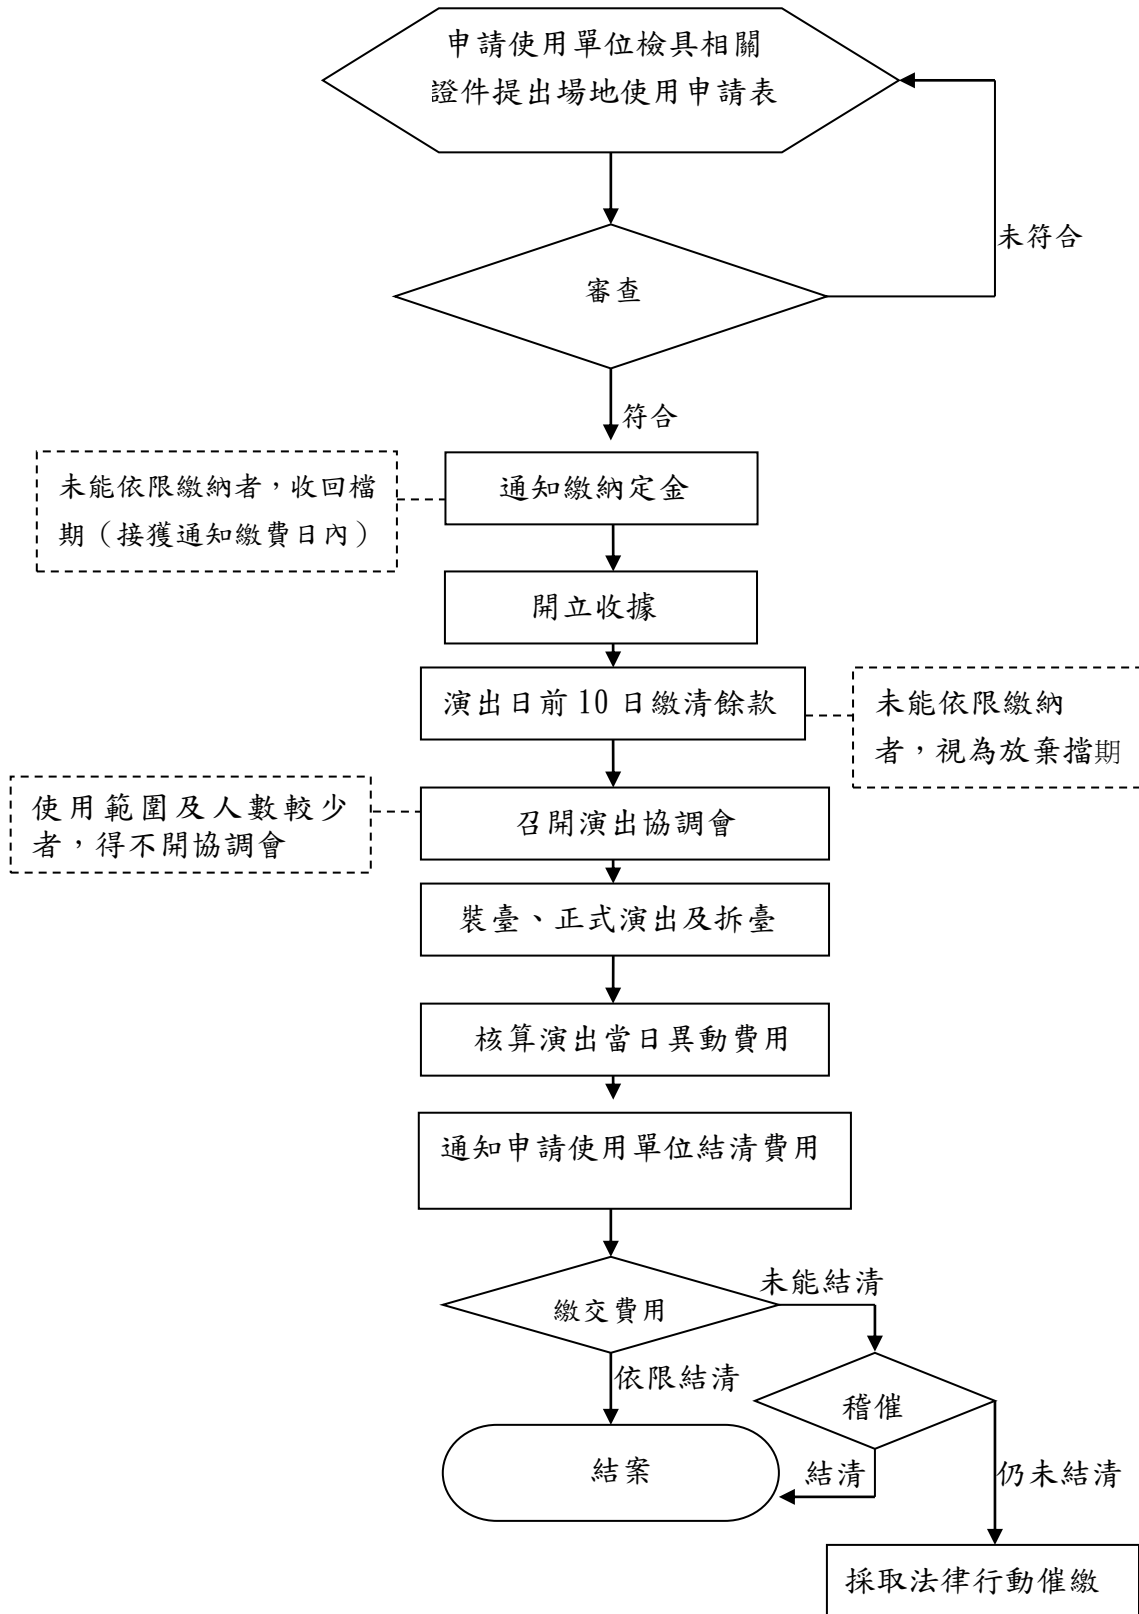 申請使用單位檢具相關
證件提出場地使用申請表
未符合
審查
符合
未能依限繳納者，收回檔
期（接獲通知繳費日內）
通知繳納定金
開立收據
演出日前10日繳清餘款
未能依限繳納
者，視為放棄擋期
使用範圍及人數較少
者，得不開協調會
召開演出協調會
裝臺、正式演出及拆臺
核算演出當日異動費用
通知申請使用單位結清費用
未能結清
繳交費用
依限結清
稽催
結案
結清
仍未結清
採取法律行動催繳